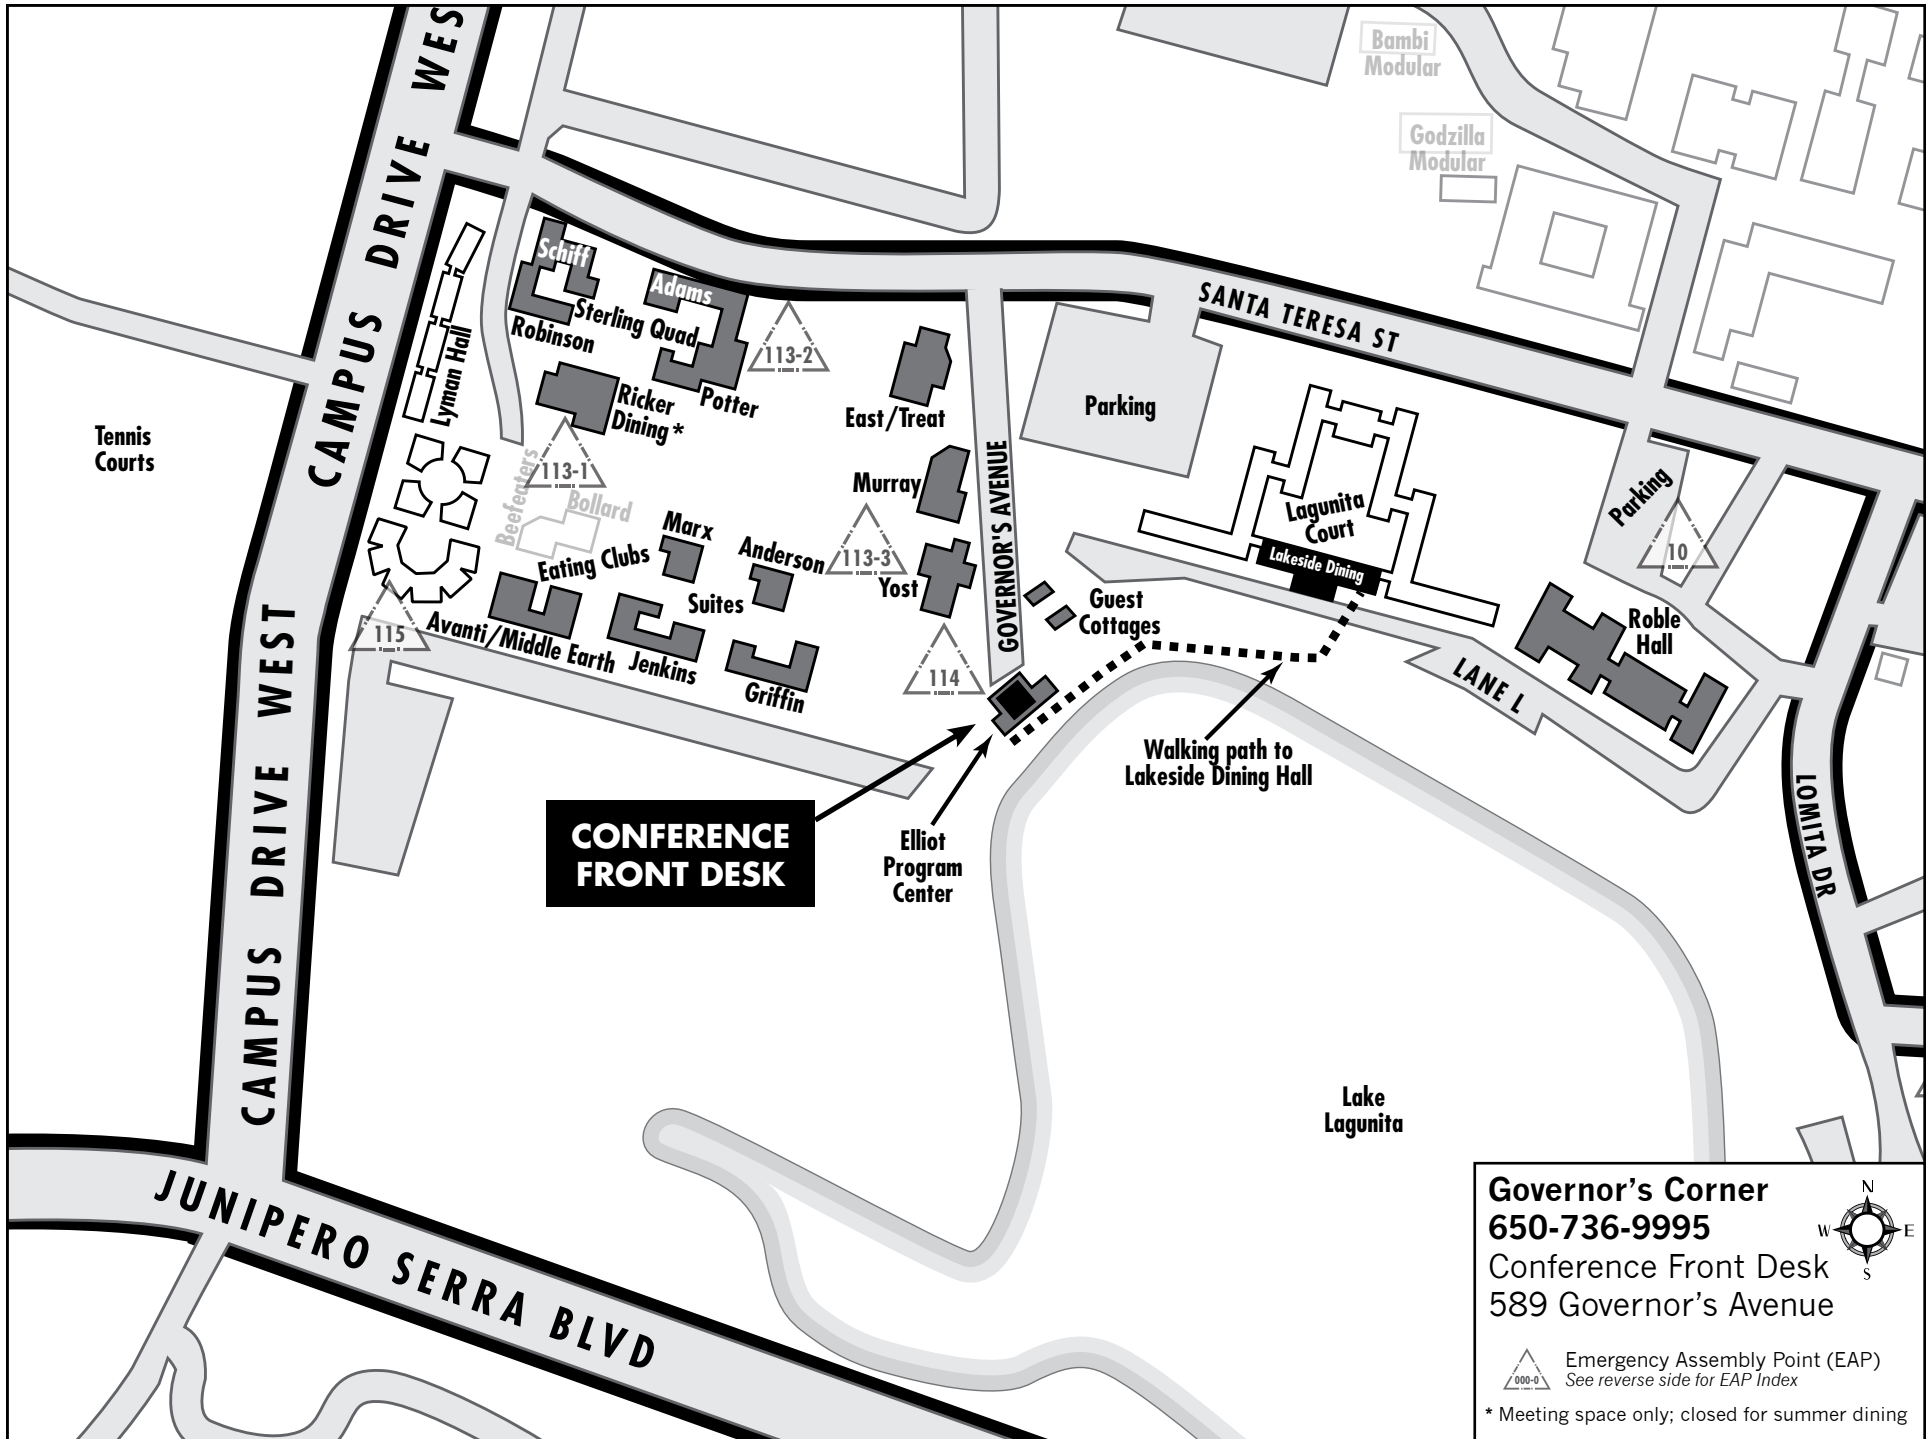 CAMPUS DRIVE WES
Bambi
Modular
Godzilla
Modular
Schiff
Adams
Sterling Quad
Robinson
Lyman Hall
113-2
SANTA TERESA ST
Ricker
Dining *
Potter
East/Treat
Parking
Tennis
Courts
CAMPUS
113-1
Beefeaters
Bollard
Murray
GOVERNOR'S AVENUE
Lagunita
Court
Lakeside Dining
Parking
10
Marx
Anderson
113-3
Eating Clubs
Suites
Yost
Guest
Cottages
Roble
Hall
115
Avanti/Middle Earth
Jenkins
Griffin
114
LANE L
CAMPUS DRIVE WEST
Walking path to
Lakeside Dining Hall
LOMITA DR
CONFERENCE
FRONT DESK
Elliot
Program
Center
Lake
Lagunita
JUNIPERO SERRA BLVD
Governor's Corner
650-736-9995
Conference Front Desk
589 Governor's Avenue
N
W E
S
000-0
Emergency Assembly Point (EAP)
See reverse side for EAP Index
* Meeting space only; closed for summer dining